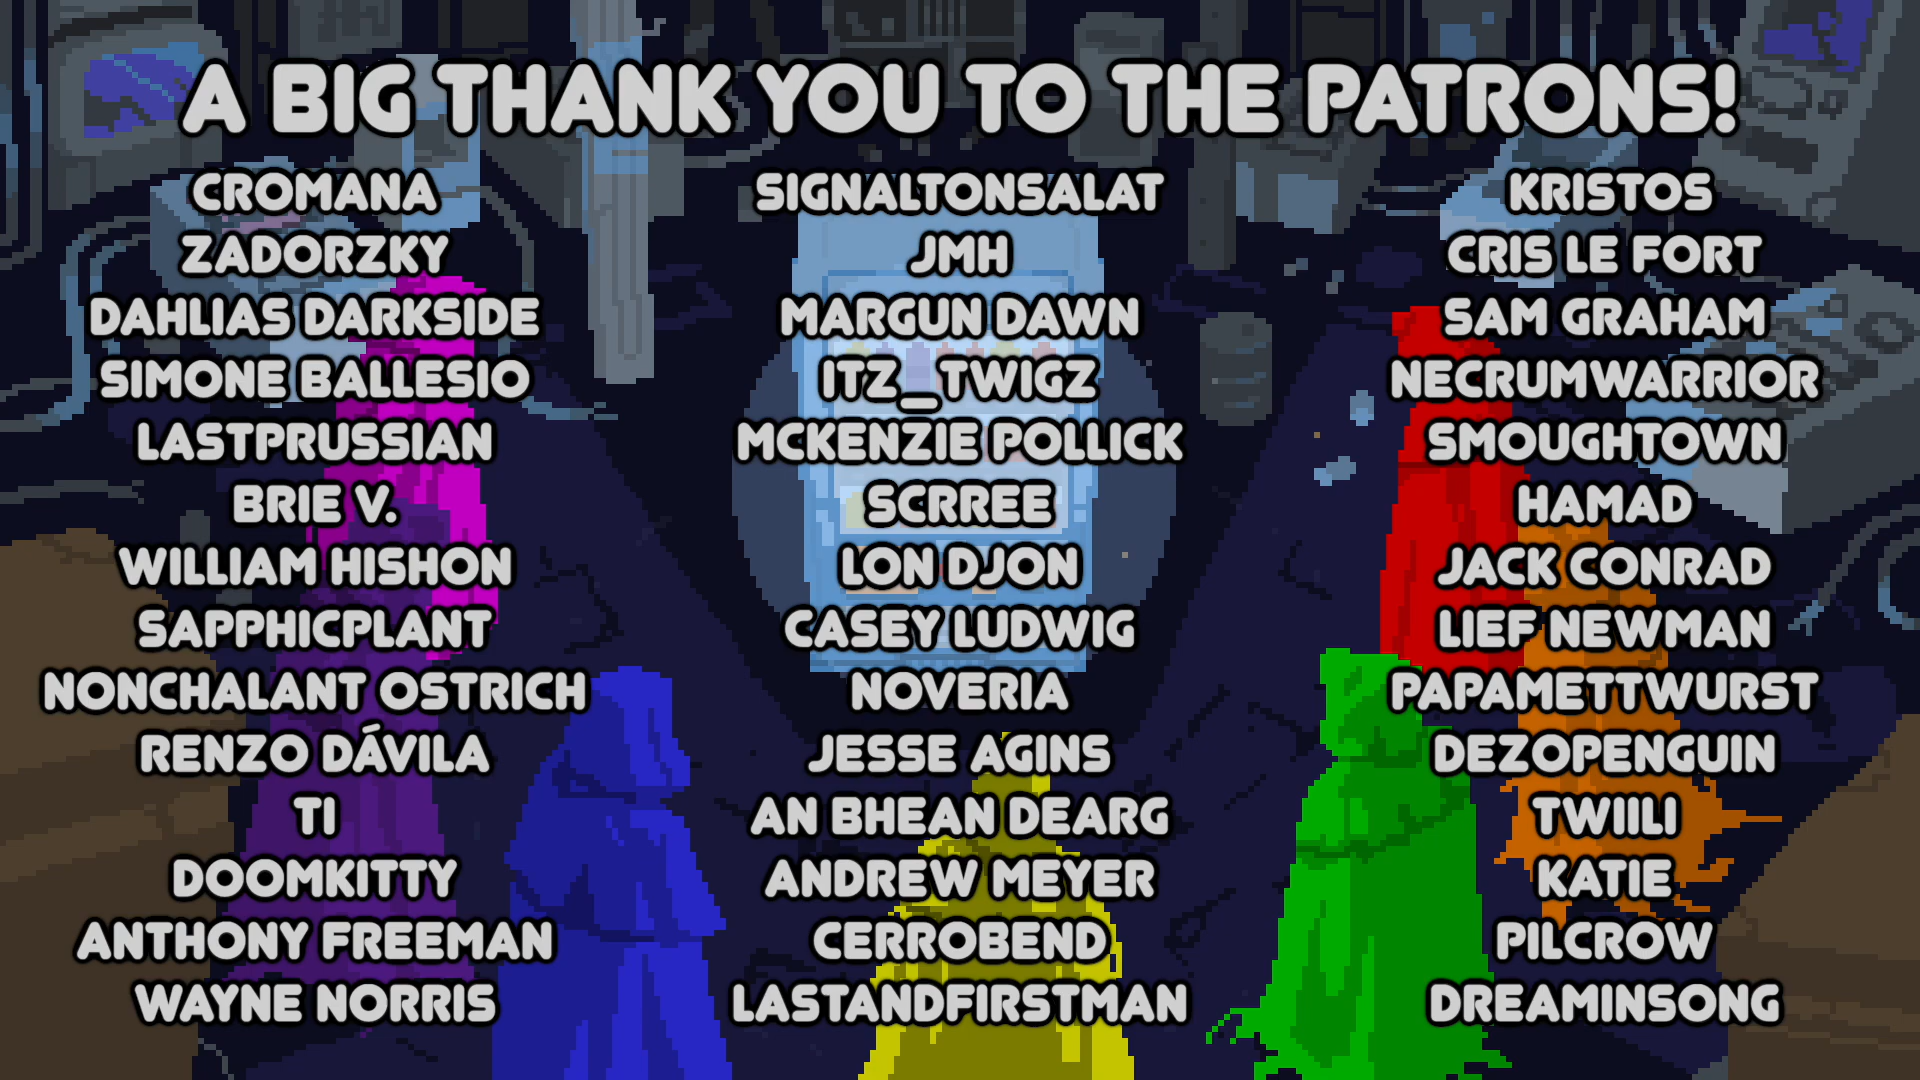 A BIG THANK YOU TO THE PATRONS!
CROMANA
ZADORZKY
DAHLIAS DARKSIDE
SIMONE BALLESIO
LASTPRUSSIAN
BRIE V.
WILLIAM HISHON
SAPPHICPLANT
NONCHALANT OSTRICH
RENZO DÁVILA
TI
DOOMKITTY
ANTHONY FREEMAN
WAYNE NORRIS
SIGNALTONSALAT
JMH
MARGUN DAWN
ITZ_TWIGZ
MCKENZIE POLLICK
SCRREE
LON DJON
CASEY LUDWIG
NOVERIA
JESSE AGINS
AN BHEAN DEARG
ANDREW MEYER
CERROBEND
LASTANDFIRSTMAN
KRISTOS
CRIS LE FORT
SAM GRAHAM
NECRUMWARRIOR
SMOUGHTOWN
HAMAD
JACK CONRAD
LIEF NEWMAN
PAPAMETTWURST
DEZOPENGUIN
TWIILI
KATIE
PILCROW
DREAMINSONG